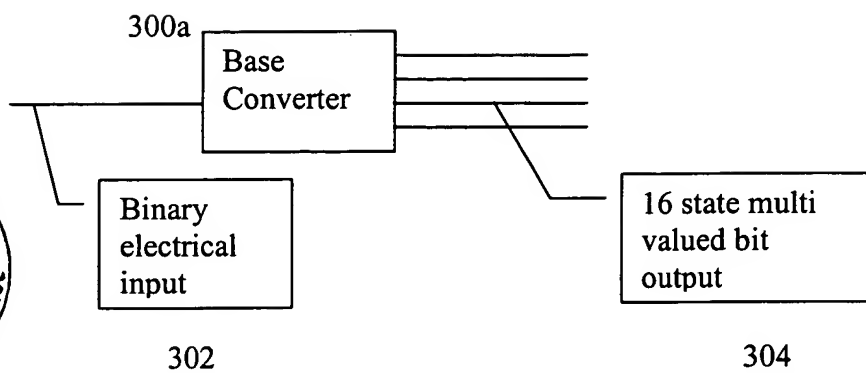 300a
Base
Converter
Binary
electrical
input
16 state multi
valued bit
output
302
304